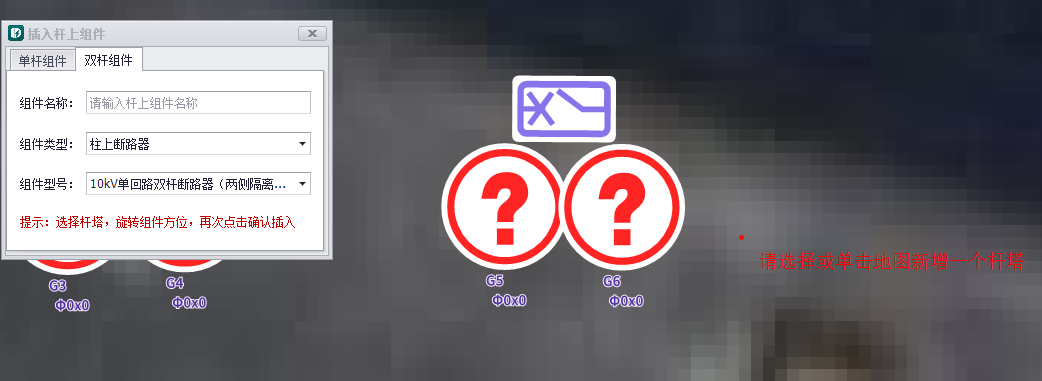 插入杆上组件
单杆组件
双杆组件
组件名称：
请输入杆上组件名称
组件类型：
柱上断路器
组件型号：
10kV单回路双杆断路器（两侧隔离...
提示：选择杆塔，旋转组件方位，再次点击确认插入
G3
Φ0x0
G4
Φ0x0
G5
Φ0x0
G6
Φ0x0
请选择或单击地图新增一个杆塔